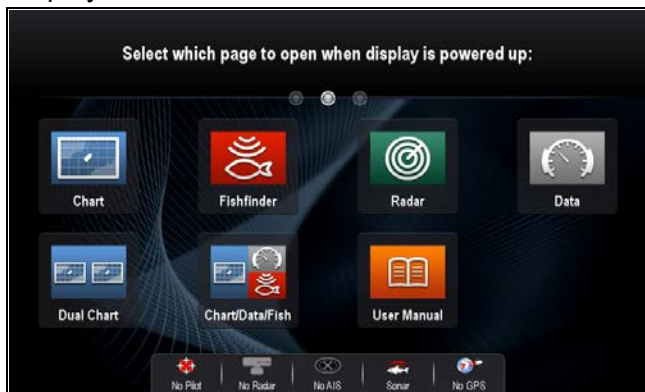 Select which page to open when display is powered up:
Chart
Fishfinder
Radar
Data
Dual Chart
Chart/Data/Fish
User Manual
No Pilot
No Radar
No AIS
Sonar
No GPS